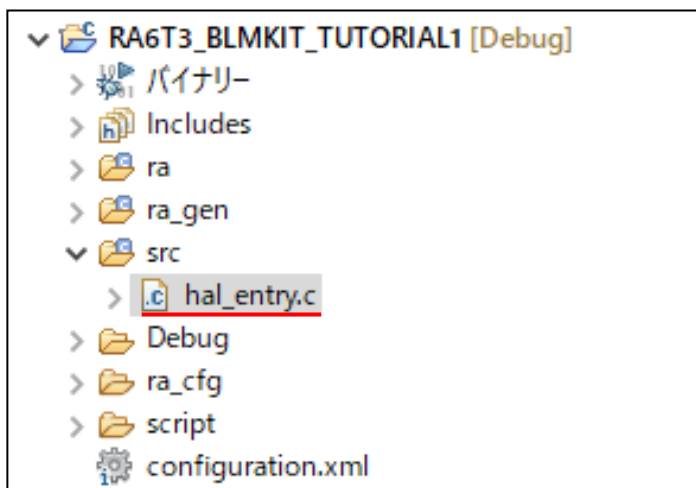 RA6T3_BLMKIT_TUTORIAL1 [Debug]
バイナリー
Includes
ra
ra_gen
src
hal_entry.c
Debug
ra_cfg
script
configuration.xml